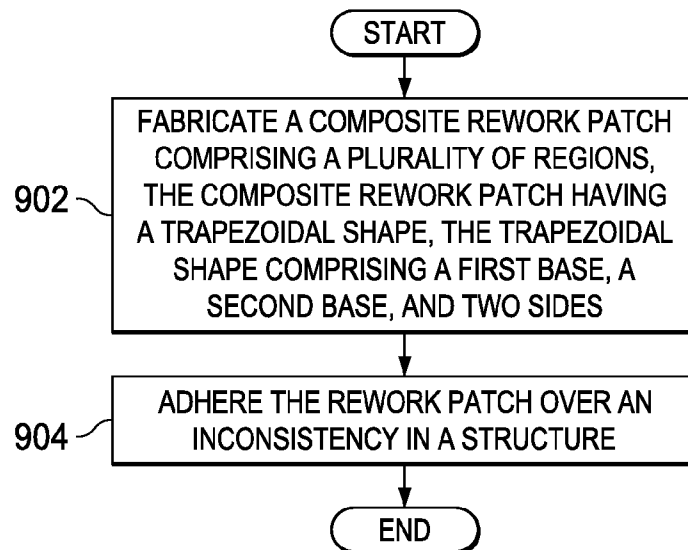 START
902
FABRICATE A COMPOSITE REWORK PATCH
COMPRISING A PLURALITY OF REGIONS,
THE COMPOSITE REWORK PATCH HAVING
A TRAPEZOIDAL SHAPE, THE TRAPEZOIDAL
SHAPE COMPRISING A FIRST BASE, A
SECOND BASE, AND TWO SIDES
904
ADHERE THE REWORK PATCH OVER AN
INCONSISTENCY IN A STRUCTURE
END